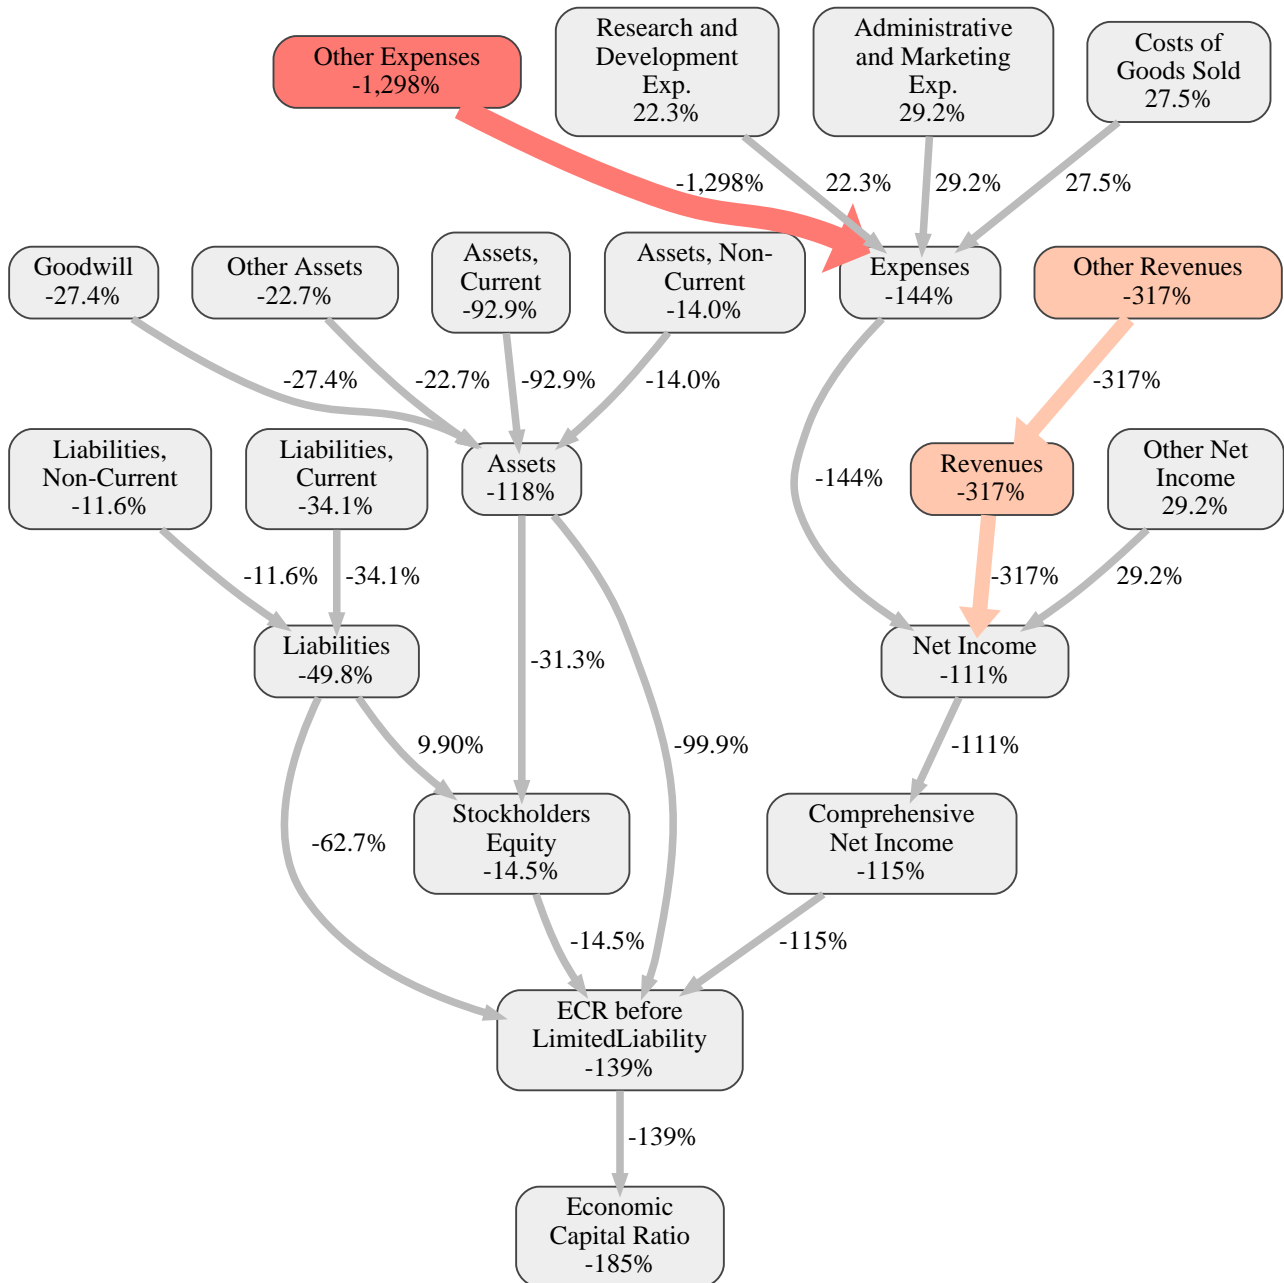 Other Expenses
-1,298%
Research and
Development
Exp.
22.3%
Administrative
and Marketing
Exp.
29.2%
Costs of
Goods Sold
27.5%
-1,298%
22.3%
29.2%
27.5%
Goodwill
-27.4%
Other Assets
-22.7%
Assets,
Current
-92.9%
Assets, Non-
Current
-14.0%
Expenses
-144%
Other Revenues
-317%
-27.4%
-22.7%
-92.9%
-14.0%
-317%
Liabilities,
Non-Current
-11.6%
Liabilities,
Current
-34.1%
Assets
-118%
-144%
Revenues
-317%
Other Net
Income
29.2%
-11.6%
-34.1%
-317%
29.2%
Liabilities
-49.8%
-31.3%
Net Income
-111%
9.90%
-99.9%
-111%
Stockholders
Equity
-14.5%
Comprehensive
Net Income
-115%
-62.7%
-14.5%
-115%
ECR before
LimitedLiability
-139%
-139%
Economic
Capital Ratio
-185%